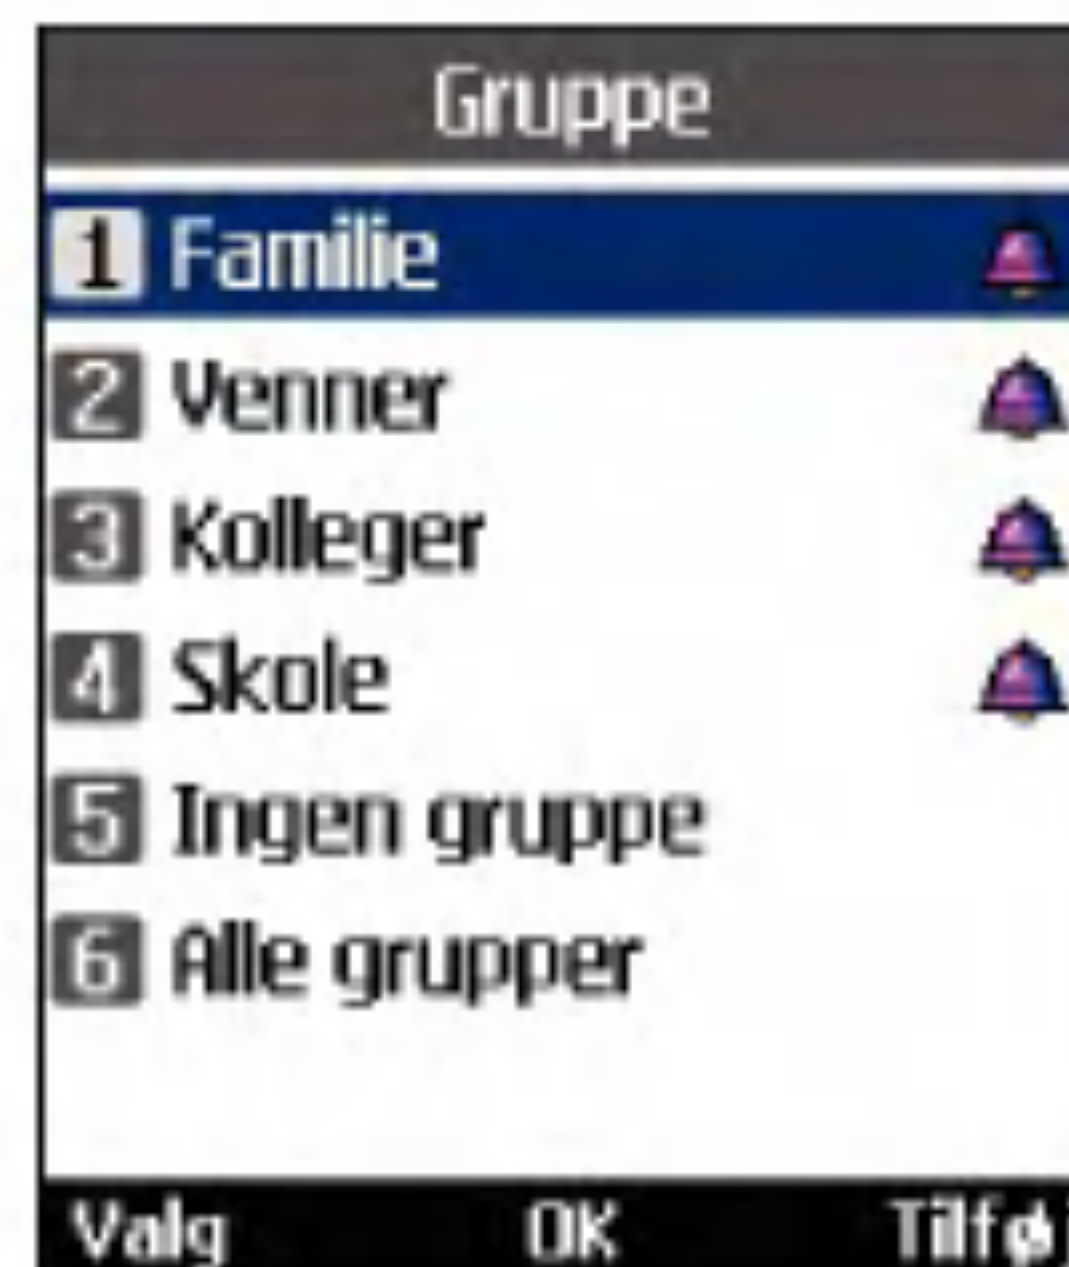 Gruppe
1 Familie
2 Venner
3 Kolleger
4 Skole
5 Ingen gruppe
6 Alle grupper
Valg OK